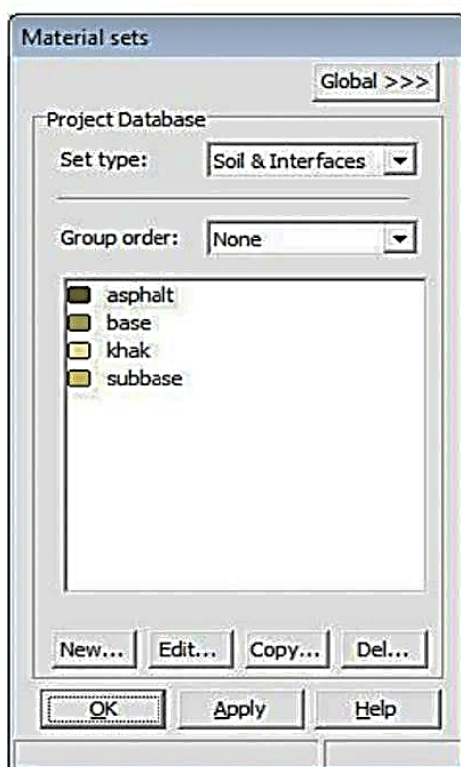 Material sets
Global >>>
Project Database
Set type: Soil & Interfaces
Group order: None
asphalt
base
khak
subbase
New... Edit... Copy... Del...
OK Apply Help